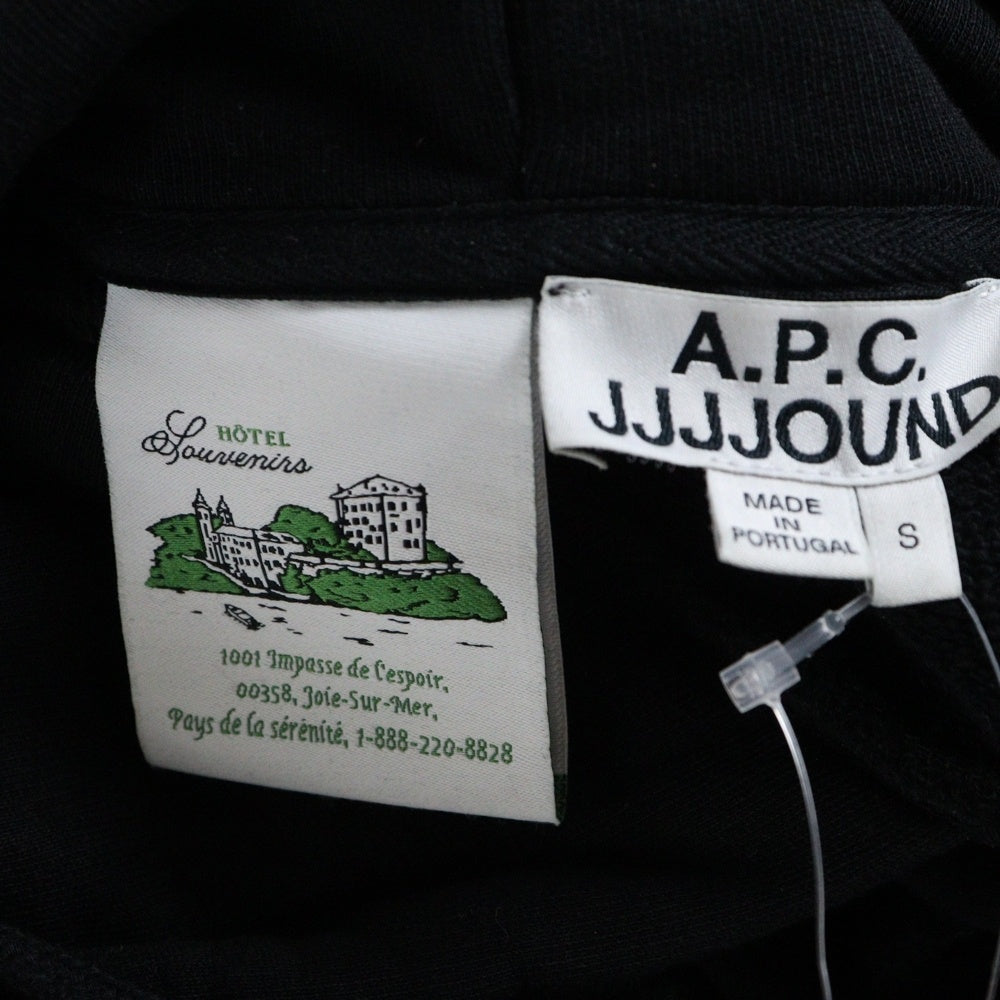 HÔTEL
Souvenirs
1001 Impasse de l'espoir,
00358, Joie-Sur-Mer,
Pays de la sérénité, 1-888-220-8828
A.P.C.
JJJJOUND
MADE
IN
PORTUGAL
S